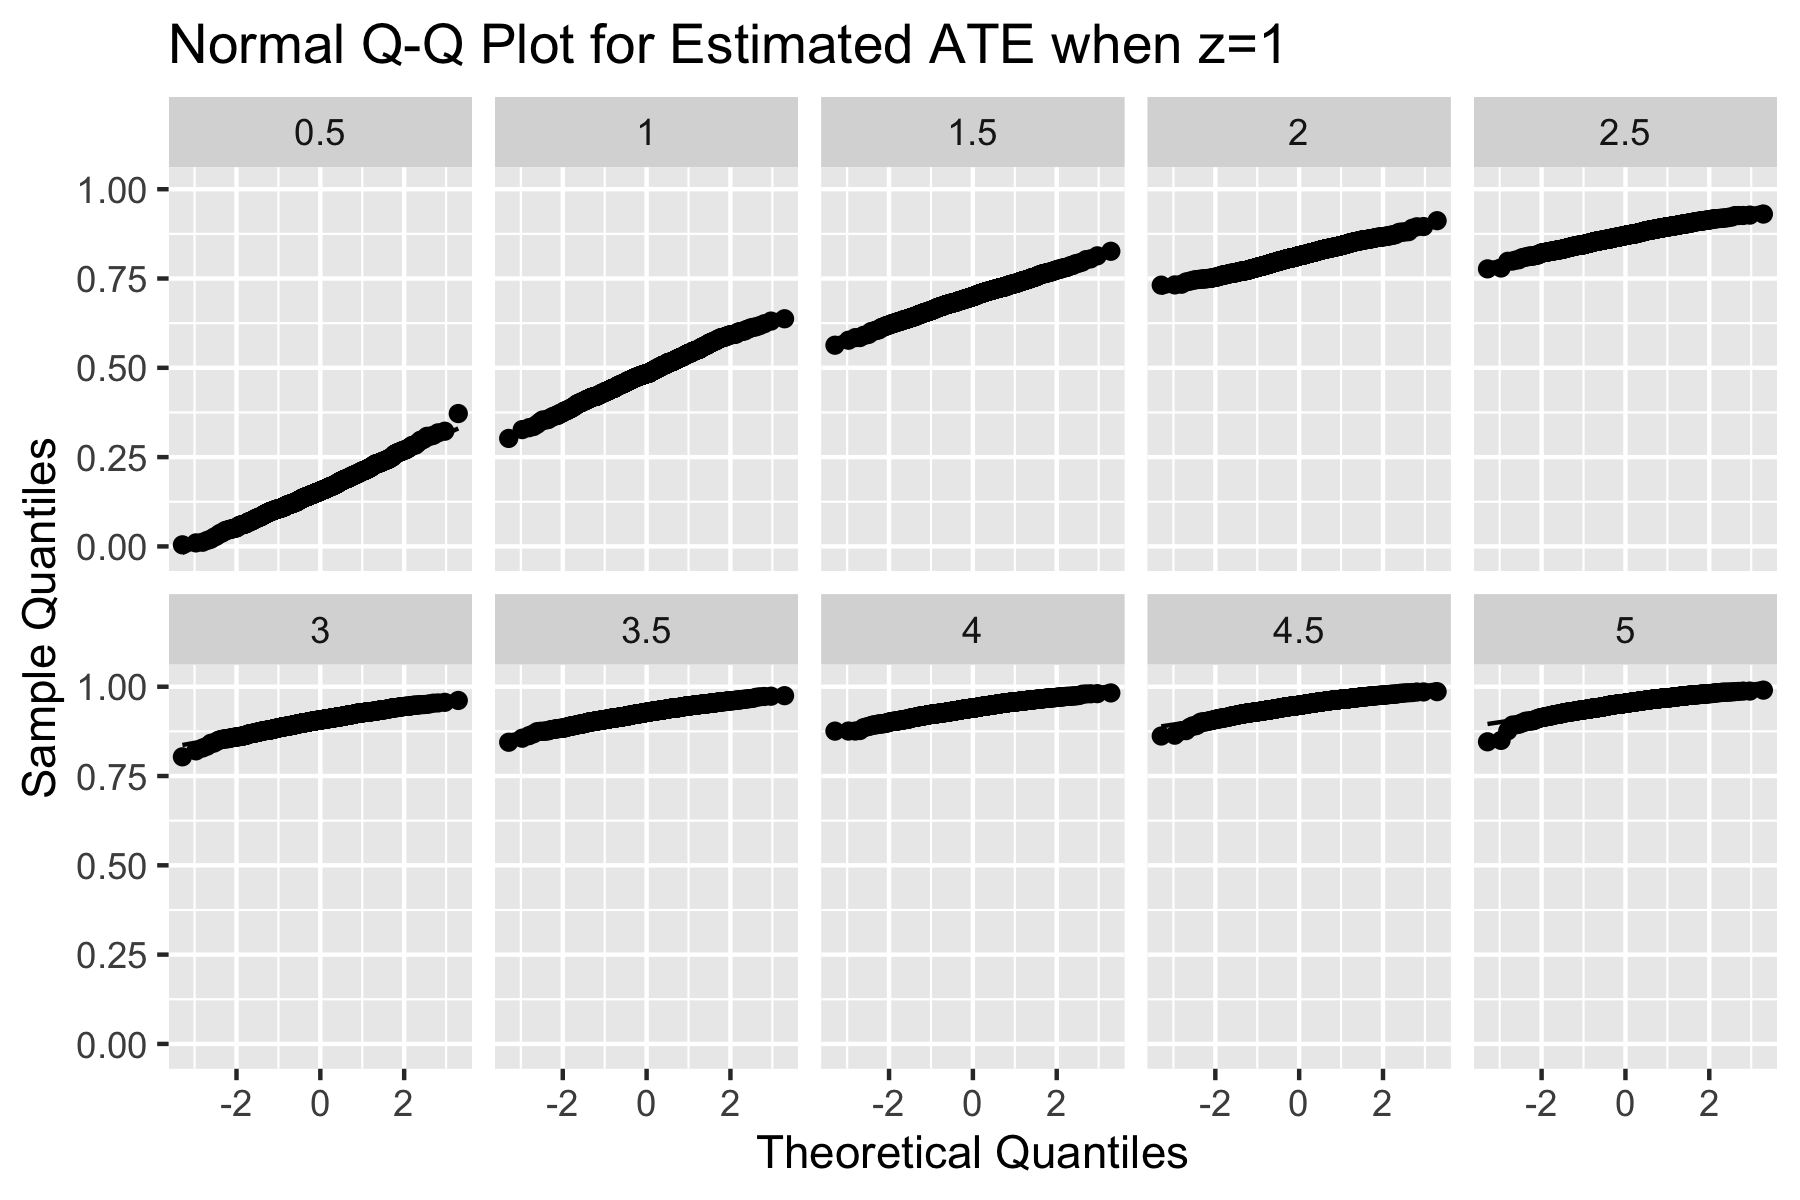 Normal Q-Q Plot for Estimated ATE when z=1
0.5 1 1.5 2 2.5
1.00
0.75
0.50
0.25
0.00
3 3.5 4 4.5 5
1.00
0.75
0.50
0.25
0.00
-2 0 2 -2 0 2 -2 0 2 -2 0 2 -2 0 2
Theoretical Quantiles
Sample Quantiles